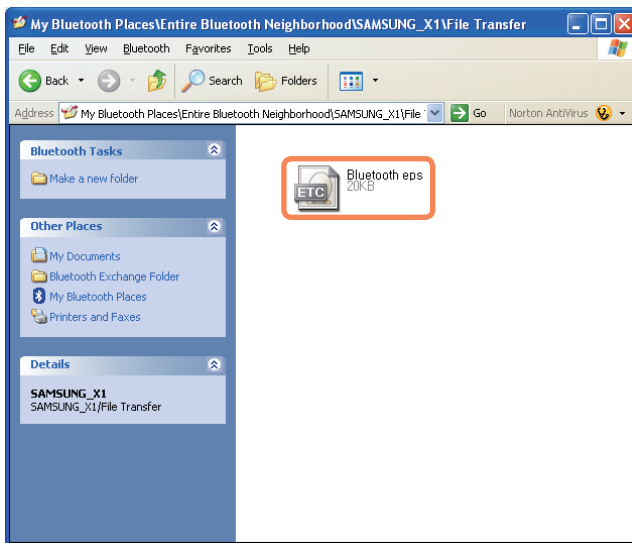 My Bluetooth Places\Entire Bluetooth Neighborhood\SAMSUNG_X1\File Transfer
File Edit View Bluetooth Favorites Tools Help
Back Search Folders
Address My Bluetooth Places\Entire Bluetooth Neighborhood\SAMSUNG_X1\File Go Norton AntiVirus
Bluetooth Tasks
Make a new folder
Other Places
My Documents
Bluetooth Exchange Folder
My Bluetooth Places
Printers and Faxes
Details
SAMSUNG_X1
SAMSUNG_X1/File Transfer
ETC
Bluetooth eps
20KB